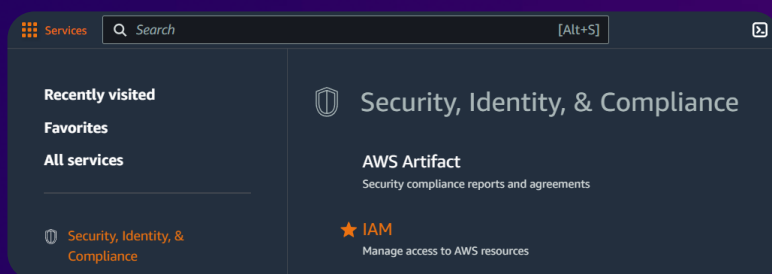 Services
Search
[Alt+S]
Recently visited
Favorites
All services
Security, Identity, &
Compliance
Security, Identity, & Compliance
AWS Artifact
Security compliance reports and agreements
IAM
Manage access to AWS resources